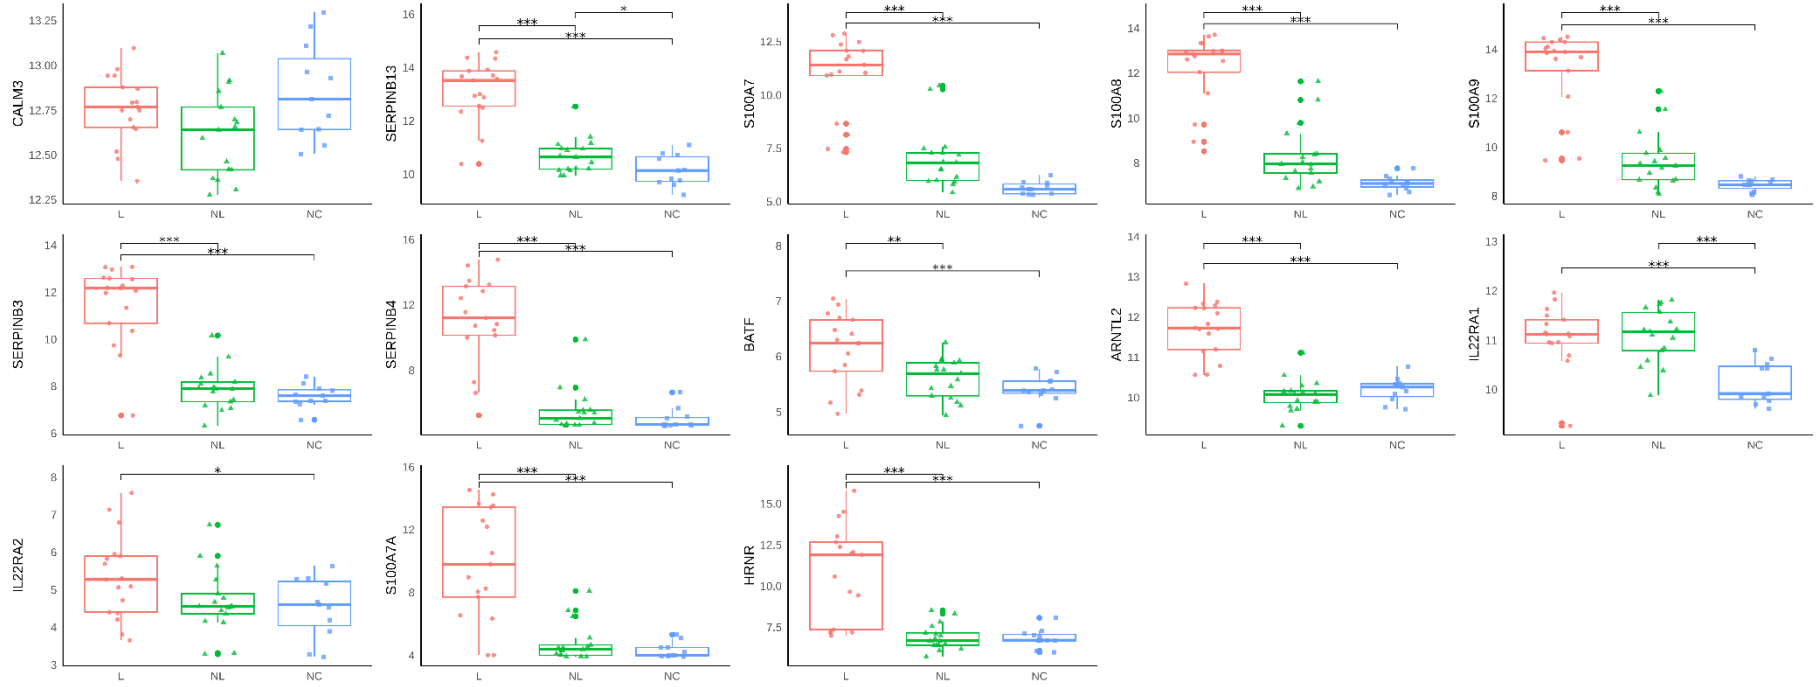 CALM3
13.25
13.00
12.75
12.50
12.25
L NL NC
SERPINB13
16
14
12
10
*** * ***
L NL NC
S100A7
12.5
10.0
7.5
5.0
*** ***
L NL NC
S100A8
14
12
10
8
*** ***
L NL NC
S100A9
14
12
10
8
*** ***
L NL NC
SERPINB3
14
12
10
8
6
*** ***
L NL NC
SERPINB4
16
12
8
*** ***
L NL NC
BATF
8
7
6
5
** ***
L NL NC
ARNTL2
14
13
12
11
10
*** ***
L NL NC
IL22RA1
13
12
11
10
*** ***
L NL NC
IL22RA2
8
7
6
5
4
3
*
L NL NC
S100A7A
16
12
8
4
*** ***
L NL NC
HRNR
15.0
12.5
10.0
7.5
*** ***
L NL NC